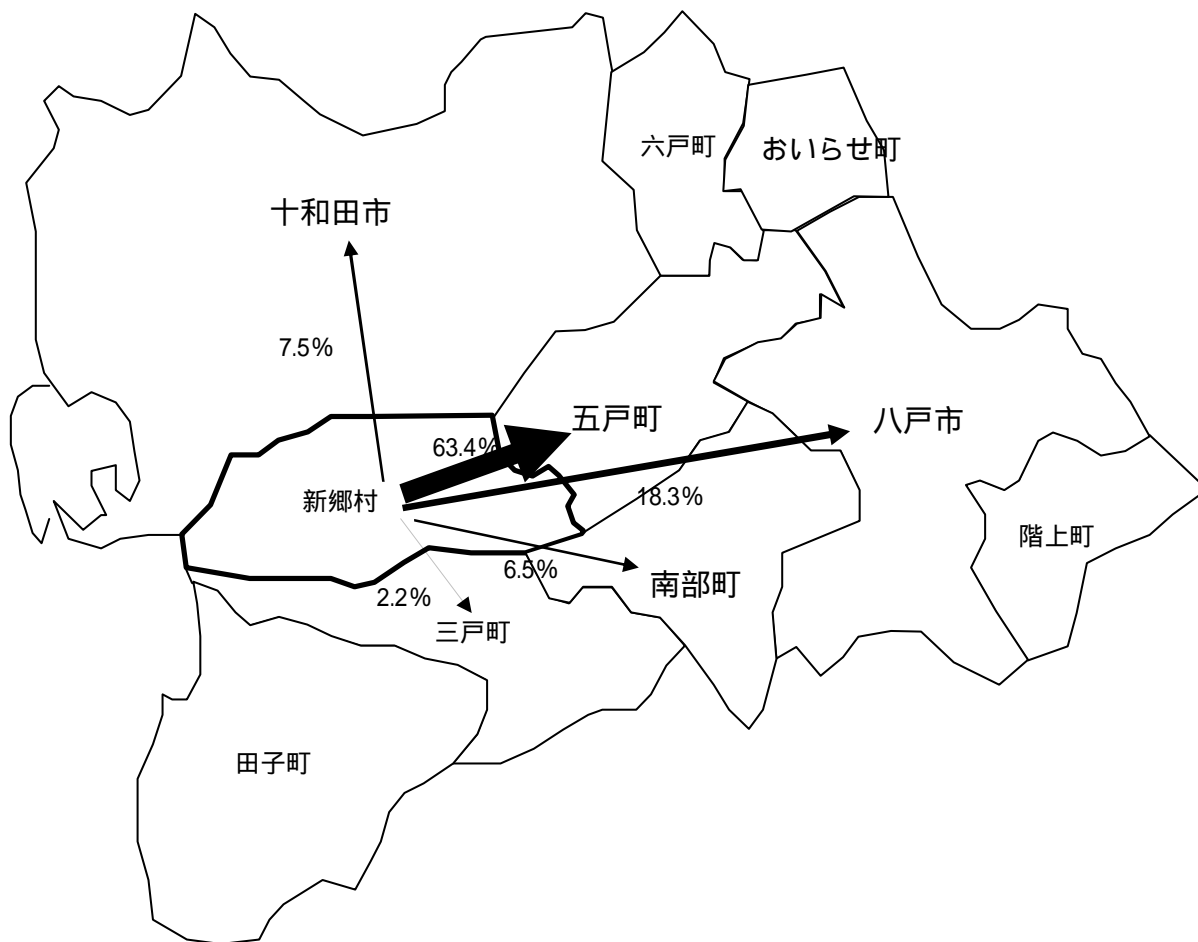 六戸町
おいらせ町
十和田市
7.5%
五戸町
八戸市
63.4%
新郷村
18.3%
階上町
6.5%
南部町
2.2%
三戸町
田子町